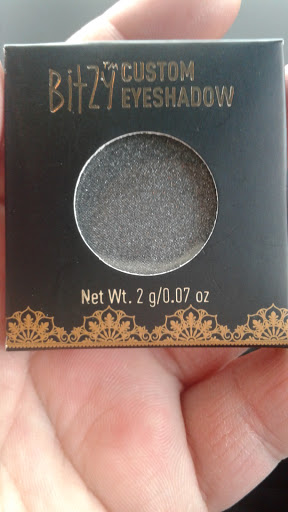 BITZY CUSTOM
EYESHADOW
Net Wt. 2 g/0.07 oz